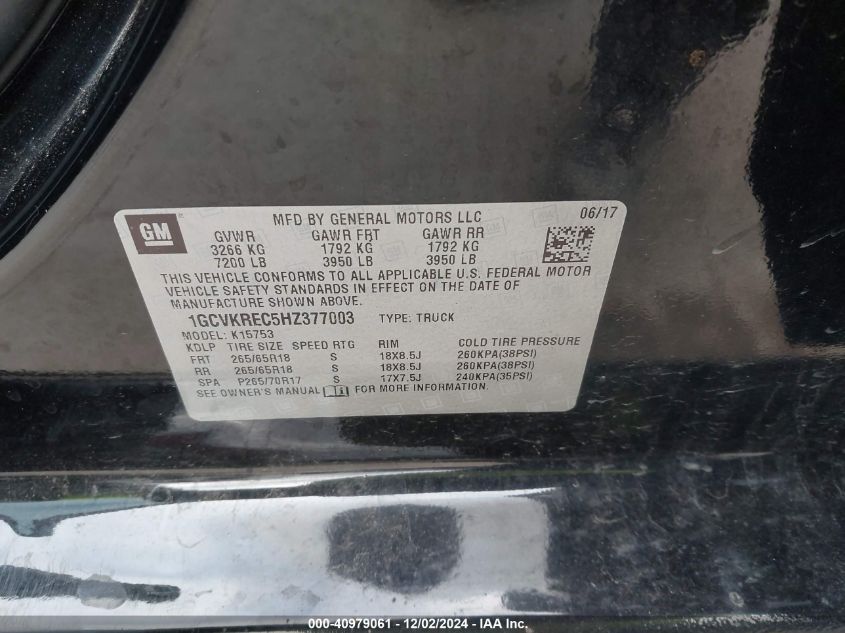 GM
MFD BY GENERAL MOTORS LLC 06/17
GVWR GAWR FRT GAWR RR
3266 KG 1792 KG 1792 KG
7200 LB 3950 LB 3950 LB
THIS VEHICLE CONFORMS TO ALL APPLICABLE U.S. FEDERAL MOTOR
VEHICLE SAFETY STANDARDS IN EFFECT ON THE DATE OF
MANUFACTURE SHOWN ABOVE.
1GCVKREC5HZ377003 TYPE: TRUCK
MODEL: K15753
KDLP TIRE SIZE SPEED RTG RIM COLD TIRE PRESSURE
FRT 265/65R18 S 18X8.5J 260KPA(38PSI)
RR 265/65R18 S 18X8.5J 260KPA(38PSI)
SPA P265/70R17 S 17X7.5J 240KPA(35PSI)
SEE OWNER'S MANUAL FOR MORE INFORMATION.
000-40979061 - 12/02/2024 - IAA Inc.